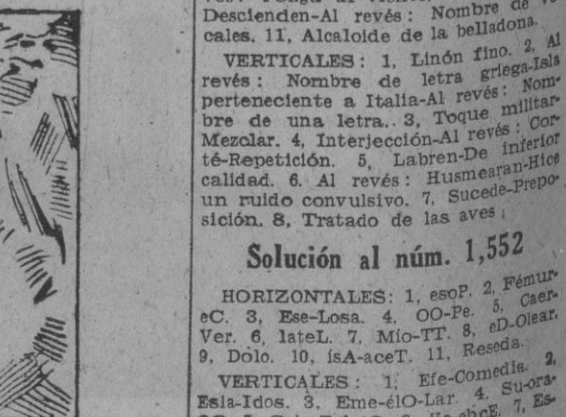 Descienden-Al revés: Nombre de vo-
cales. 11, Alcaloide de la belladona.
VERTICALES: 1, Linón fino. 2, Al
revés: Nombre de letra griega-Isla
perteneciente a Italia-Al revés: Nom-
bre de una letra. 3, Toque militar-
Mezclar. 4, Interjección-Al revés: Cor-
té-Repetición. 5, Labren-De inferior
calidad. 6. Al revés: Husmearan-Hice
un ruido convulsivo. 7, Sucede-Prepo-
sición. 8, Tratado de las aves
Solución al núm. 1,552
HORIZONTALES: 1, esoP. 2, Fémur-
eC. 3, Ese-Losa. 4, OO-Pe. 5, Caer-
Ver. 6, lateL. 7, Mío-TT. 8, eD-Olear.
9, Dolo. 10, ísA-aceT. 11, Reseda.
VERTICALES: 1, Efe-Comedia. 2,
Esla-Idos. 3, Eme-élO-Lar. 4, Su-ora-
7, Es-